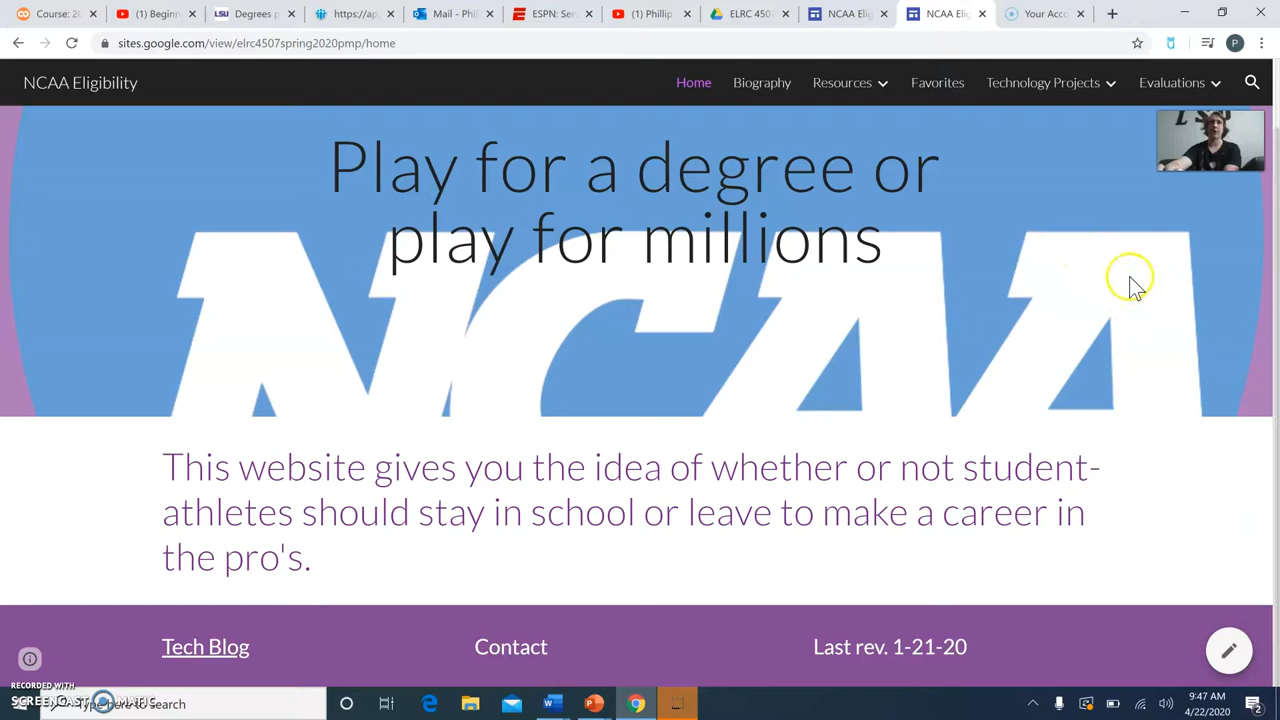 Course: 20
(1) Beginn
LSU Degrees p
https://ap
Mail - Phil
ESPN: Ser
(1) Phillip
ELRC 450
NCAA Elig
NCAA Elig
Your Acco
sites.google.com/view/elrc4507spring2020pmp/home
P
NCAA Eligibility
Home
Biography
Resources
Favorites
Technology Projects
Evaluations
Play for a degree or
play for millions
NCAA
This website gives you the idea of whether or not student-
athletes should stay in school or leave to make a career in
the pro's.
Tech Blog
Contact
Last rev. 1-21-20
RECORDED WITH
SCREENCAST-O-MATIC
Type here to search
9:47 AM
4/22/2020
2